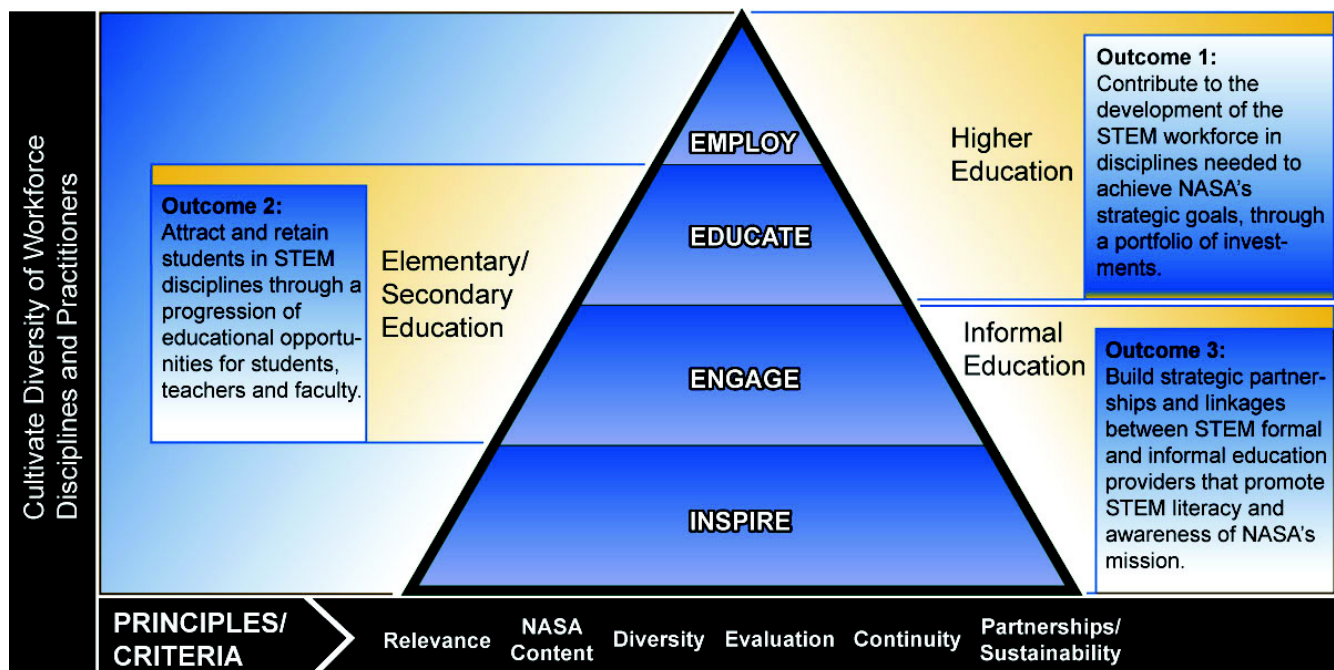 Cultivate Diversity of Workforce
Disciplines and Practitioners
EMPLOY
EDUCATE
ENGAGE
INSPIRE
Outcome 2:
Attract and retain
students in STEM
disciplines through a
progression of
educational opportu-
nities for students,
teachers and faculty.
Elementary/
Secondary
Education
Higher
Education
Outcome 1:
Contribute to the
development of the
STEM workforce in
disciplines needed to
achieve NASA's
strategic goals, through
a portfolio of invest-
ments.
Informal
Education
Outcome 3:
Build strategic partner-
ships and linkages
between STEM formal
and informal education
providers that promote
STEM literacy and
awareness of NASA's
mission.
PRINCIPLES/
CRITERIA
Relevance
NASA
Content
Diversity
Evaluation
Continuity
Partnerships/
Sustainability